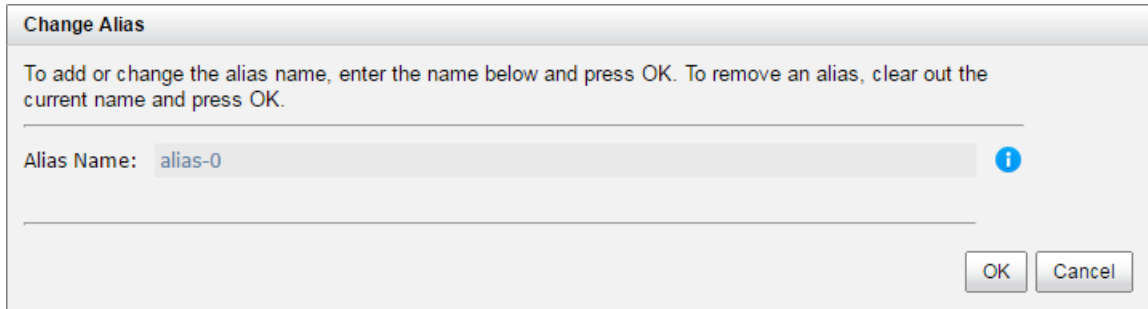 Change Alias
To add or change the alias name, enter the name below and press OK. To remove an alias, clear out the
current name and press OK.
Alias Name: alias-0
OK Cancel